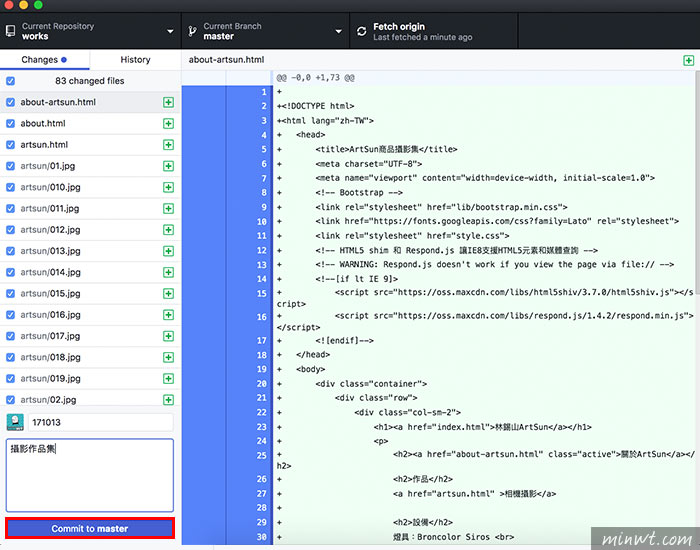 Current Repository
works
Current Branch
master
Fetch origin
Last fetched a minute ago
Changes
History
83 changed files
about-artsun.html
about.html
artsun.html
artsun/01.jpg
artsun/010.jpg
artsun/011.jpg
artsun/012.jpg
artsun/013.jpg
artsun/014.jpg
artsun/015.jpg
artsun/016.jpg
artsun/017.jpg
artsun/018.jpg
artsun/019.jpg
artsun/02.jpg
171013
攝影作品集
Commit to master
about-artsun.html
@@ -0,0 +1,73 @@
1 +
2 +<!DOCTYPE html>
3 +<html lang="zh-TW">
4 + <head>
5 + <title>ArtSun商品攝影集</title>
6 + <meta charset="UTF-8">
7 + <meta name="viewport" content="width=device-width, initial-scale=1.0">
8 + <!-- Bootstrap -->
9 + <link rel="stylesheet" href="lib/bootstrap.min.css">
10 + <link href="https://fonts.googleapis.com/css?family=Lato" rel="stylesheet">
11 + <link rel="stylesheet" href="style.css">
12 + <!-- HTML5 shim 和 Respond.js 讓IE8支援HTML5元素和媒體查詢 -->
13 + <!-- WARNING: Respond.js doesn't work if you view the page via file:// -->
14 + <!--[if lt IE 9]>
15 + <script src="https://oss.maxcdn.com/libs/html5shiv/3.7.0/html5shiv.js"></s
cript>
16 + <script src="https://oss.maxcdn.com/libs/respond.js/1.4.2/respond.min.js">
</script>
17 + <![endif]-->
18 + </head>
19 + <body>
20 + <div class="container">
21 + <div class="row">
22 + <div class="col-sm-2">
23 + <h1><a href="index.html">林錫山ArtSun</a></h1>
24 + <p>
25 + <h2><a href="about-artsun.html" class="active">關於ArtSun</a></
h2>
26 + <h2>作品</h2>
27 + <a href="artsun.html" >相機攝影</a>
28 +
29 + <h2>設備</h2>
30 + 燈具：Broncolor Siros <br>
minwt.com